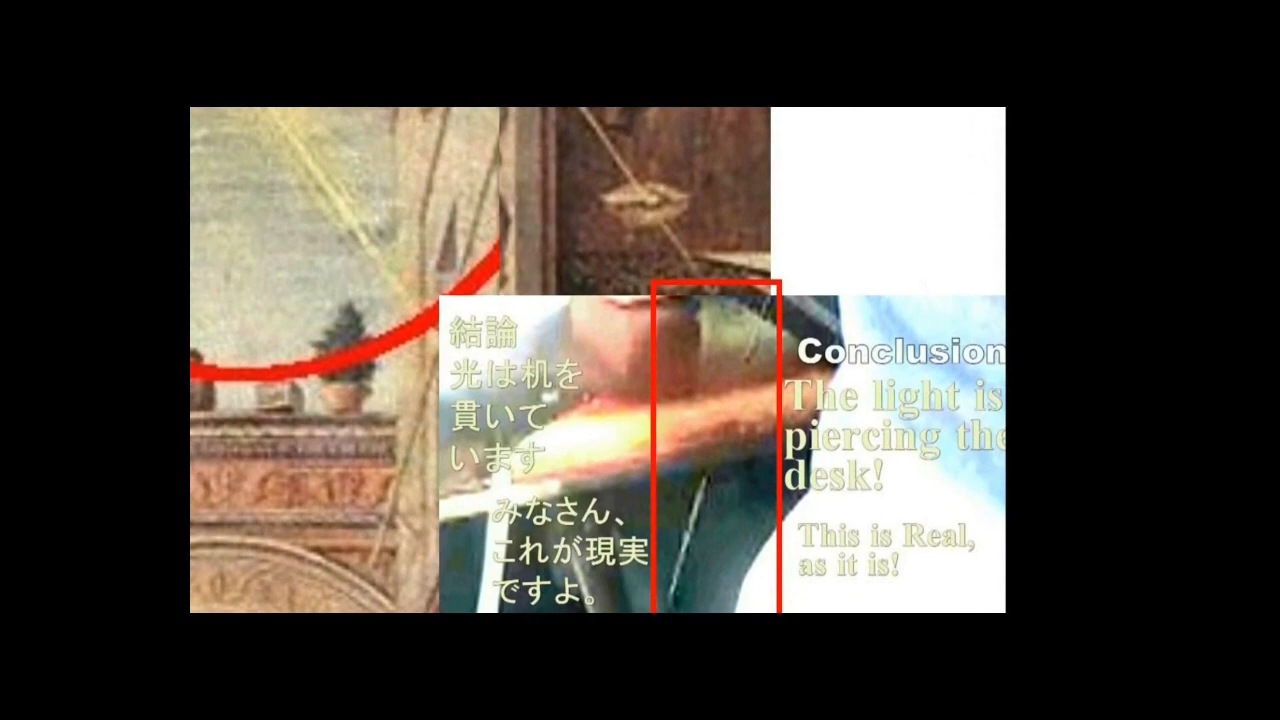 結論
光は机を
貫いて
います
みなさん、
これが現実
ですよ。
Conclusion
The light is
piercing the
desk!
This is Real,
as it is!